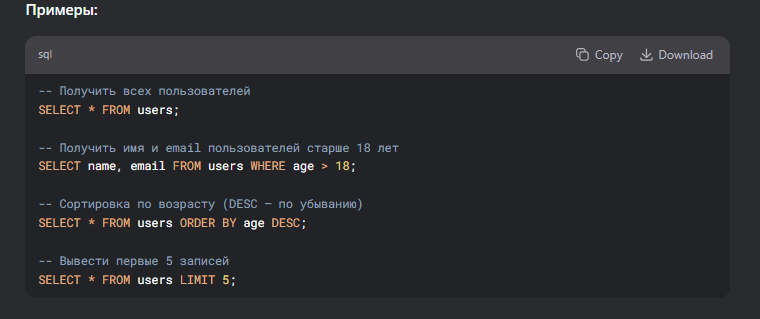 Примеры:
sql Copy Download
-- Получить всех пользователей
SELECT * FROM users;
-- Получить имя и email пользователей старше 18 лет
SELECT name, email FROM users WHERE age > 18;
-- Сортировка по возрасту (DESC — по убыванию)
SELECT * FROM users ORDER BY age DESC;
-- Вывести первые 5 записей
SELECT * FROM users LIMIT 5;